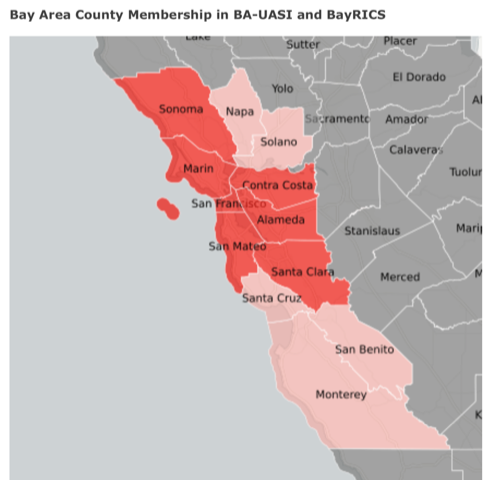 Bay Area County Membership in BA-UASI and BayRICS
Lake
Sutter
Placer
El Dorado
Yolo
Sonoma
Napa
Sacramento
Amador
Solano
Calaveras
Marin
Contra Costa
San Francisco
Alameda
Stanislaus
San Mateo
Santa Clara
Merced
Santa Cruz
San Benito
Monterey